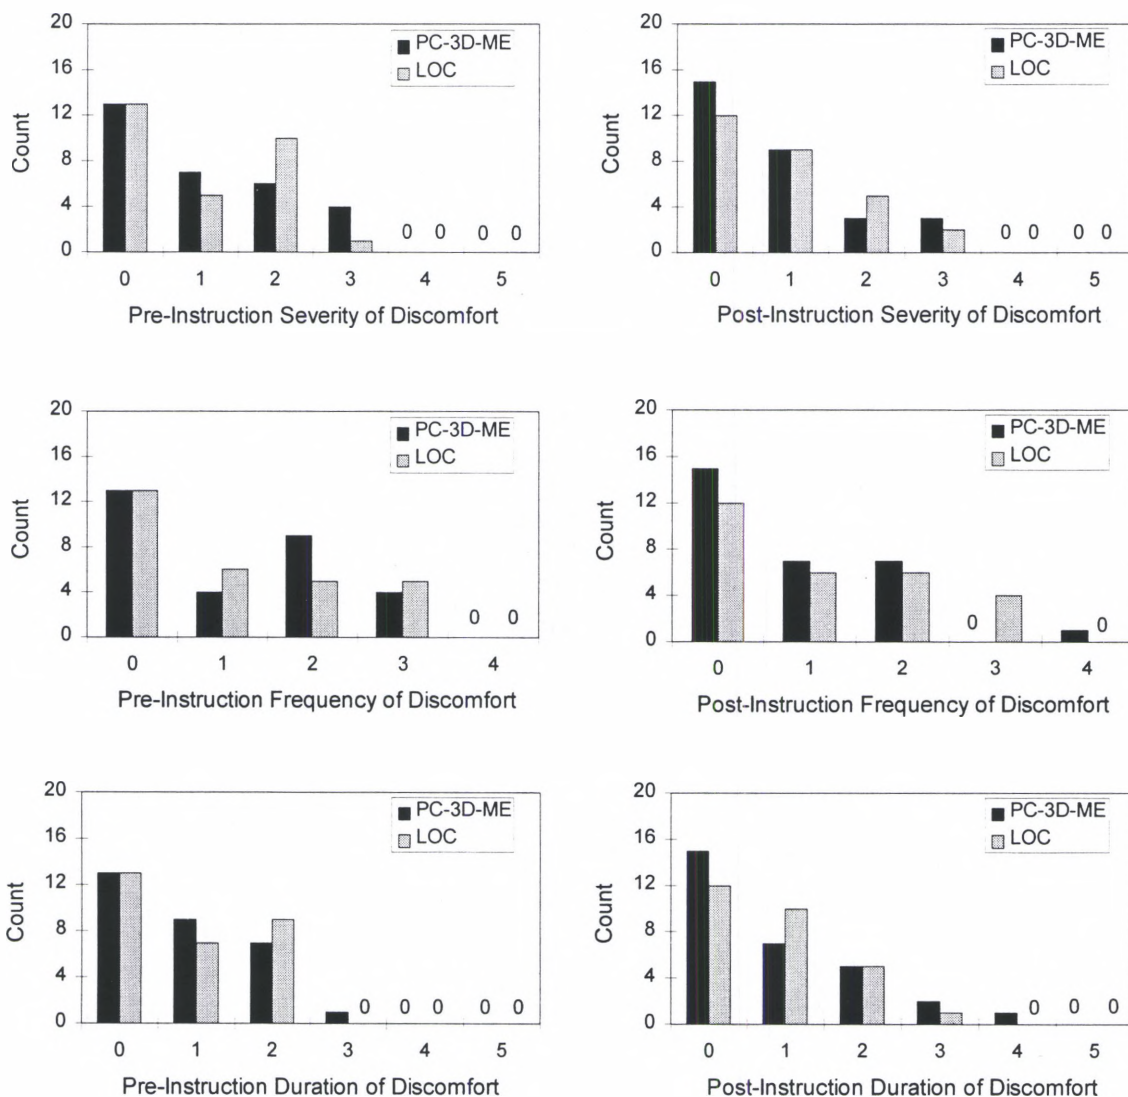 20
16
12
8
4
0
Count
PC-3D-ME
LOC
0 0 0 0
0 1 2 3 4 5
Pre-Instruction Severity of Discomfort
20
16
12
8
4
0
Count
PC-3D-ME
LOC
0 0 0 0
0 1 2 3 4 5
Post-Instruction Severity of Discomfort
20
16
12
8
4
0
Count
PC-3D-ME
LOC
0 0
0 1 2 3 4
Pre-Instruction Frequency of Discomfort
20
16
12
8
4
0
Count
PC-3D-ME
LOC
0 0
0 1 2 3 4
Post-Instruction Frequency of Discomfort
20
16
12
8
4
0
Count
PC-3D-ME
LOC
0 0 0 0 0
0 1 2 3 4 5
Pre-Instruction Duration of Discomfort
20
16
12
8
4
0
Count
PC-3D-ME
LOC
0 0 0
0 1 2 3 4 5
Post-Instruction Duration of Discomfort